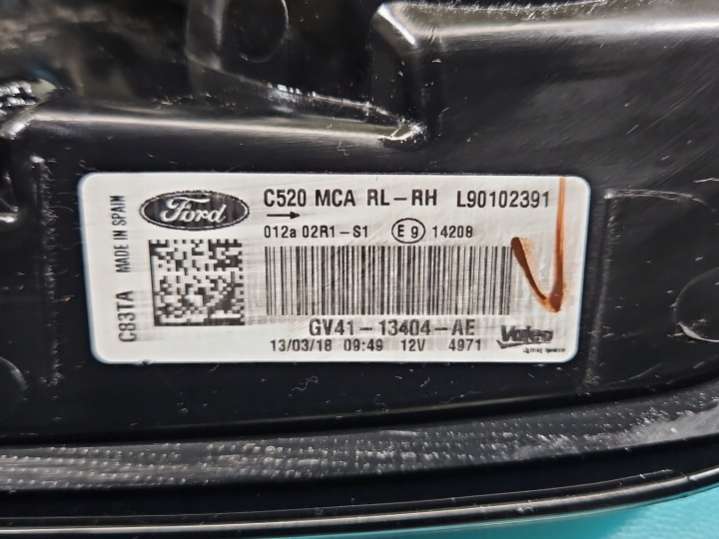 MADE IN SPAIN
C83TA
Ford
C520 MCA RL-RH L90102391
012a 02R1-S1 E 9 14208
GV41-13404-AE
13/03/18 09:49 12V 4971
Valeo